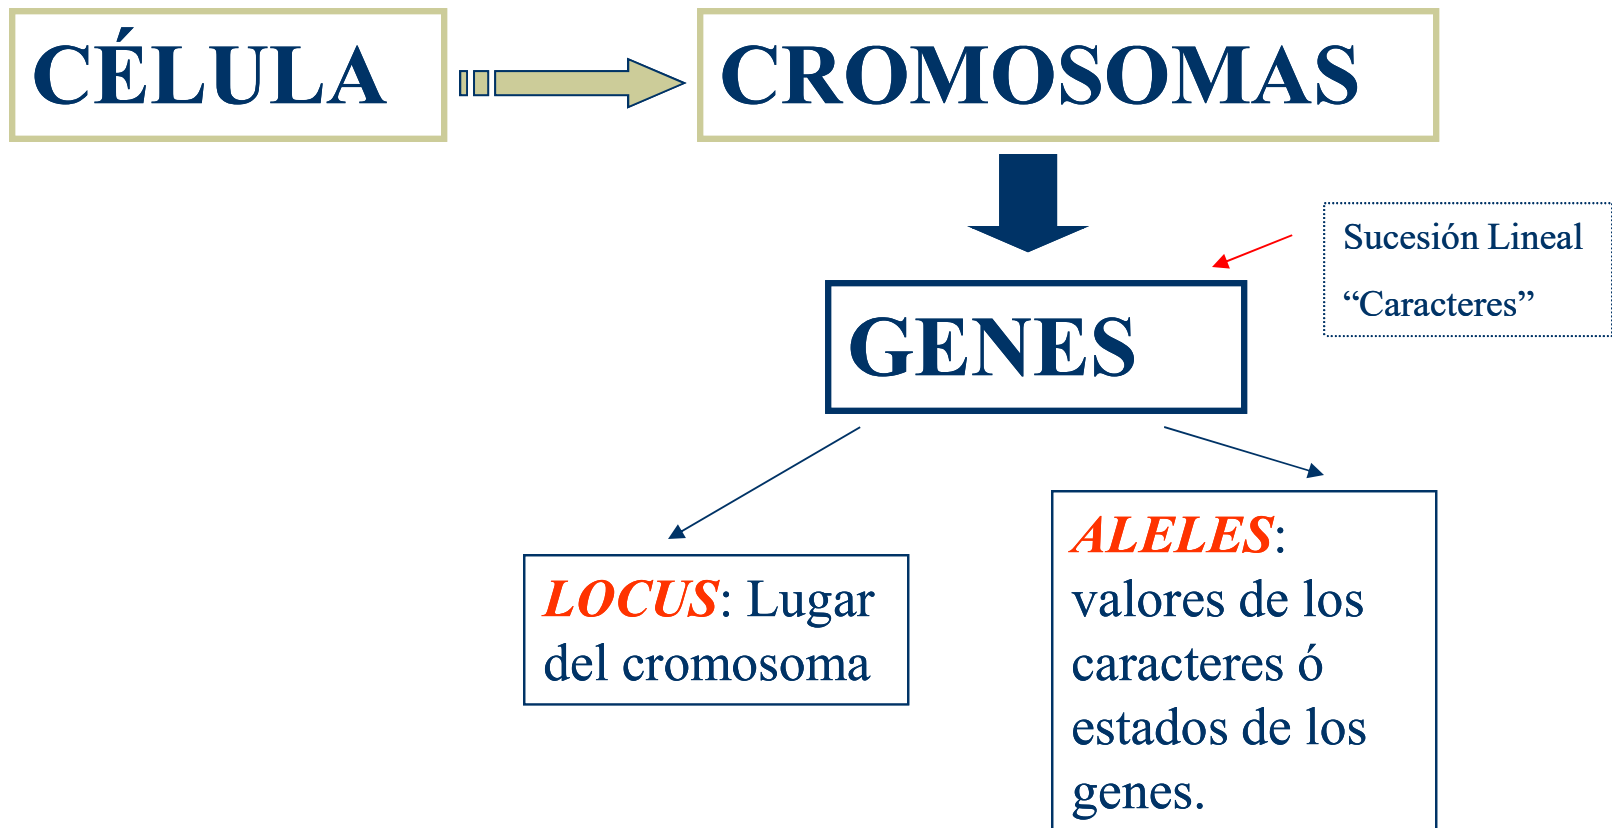 CÉLULA
CROMOSOMAS
Sucesión Lineal
“Caracteres”
GENES
LOCUS: Lugar
del cromosoma
ALELES:
valores de los
caracteres ó
estados de los
genes.